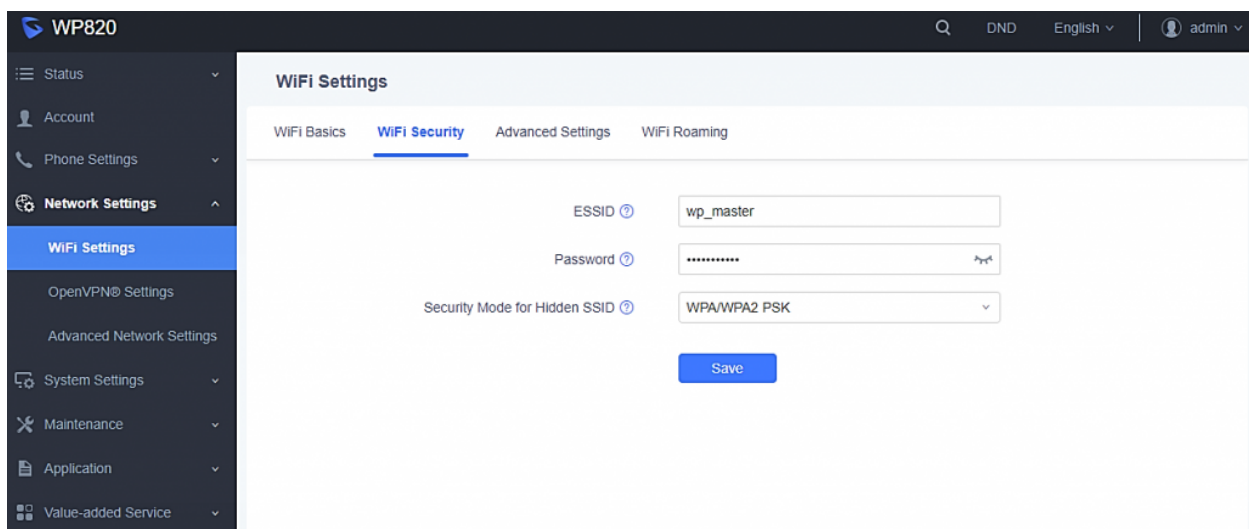 WP820
DND
English
admin
Status
Account
Phone Settings
Network Settings
WiFi Settings
OpenVPN® Settings
Advanced Network Settings
System Settings
Maintenance
Application
Value-added Service
WiFi Settings
WiFi Basics WiFi Security Advanced Settings WiFi Roaming
ESSID wp_master
Password •••••••••••
Security Mode for Hidden SSID WPA/WPA2 PSK
Save